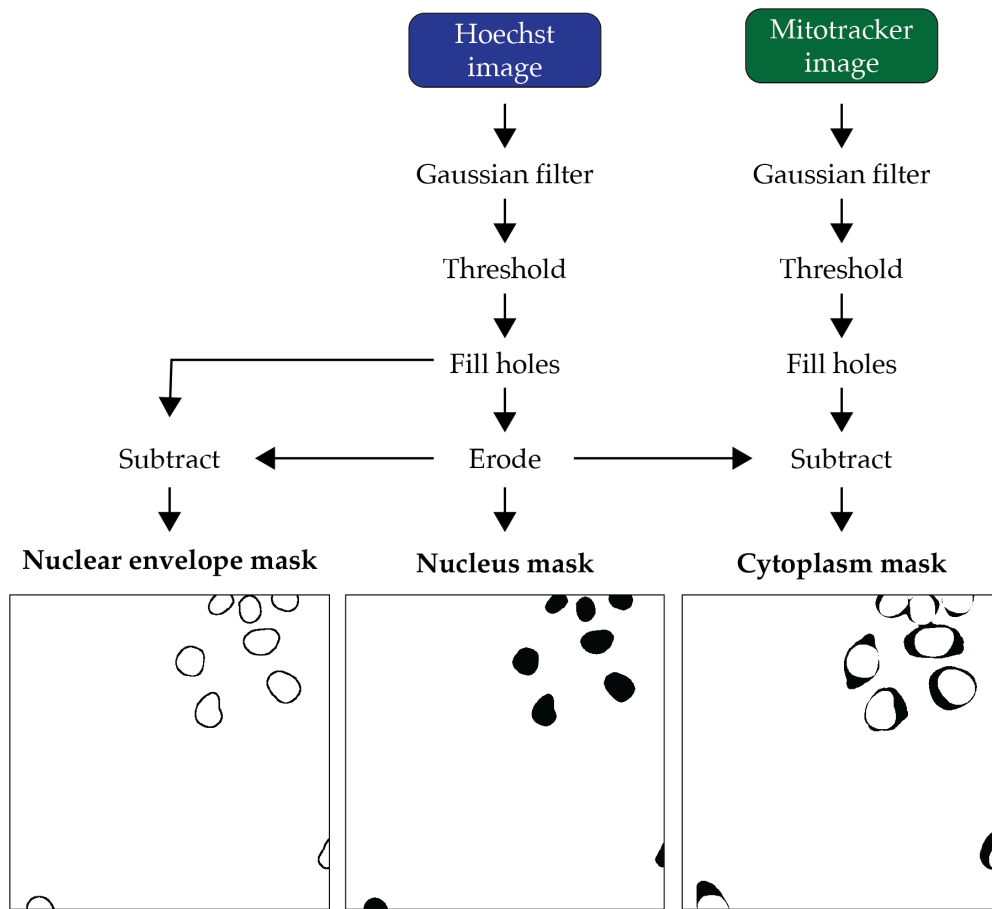 Hoechst
image
Mitotracker
image
Gaussian filter
Gaussian filter
Threshold
Threshold
Fill holes
Fill holes
Subtract
Erode
Subtract
Nuclear envelope mask
Nucleus mask
Cytoplasm mask